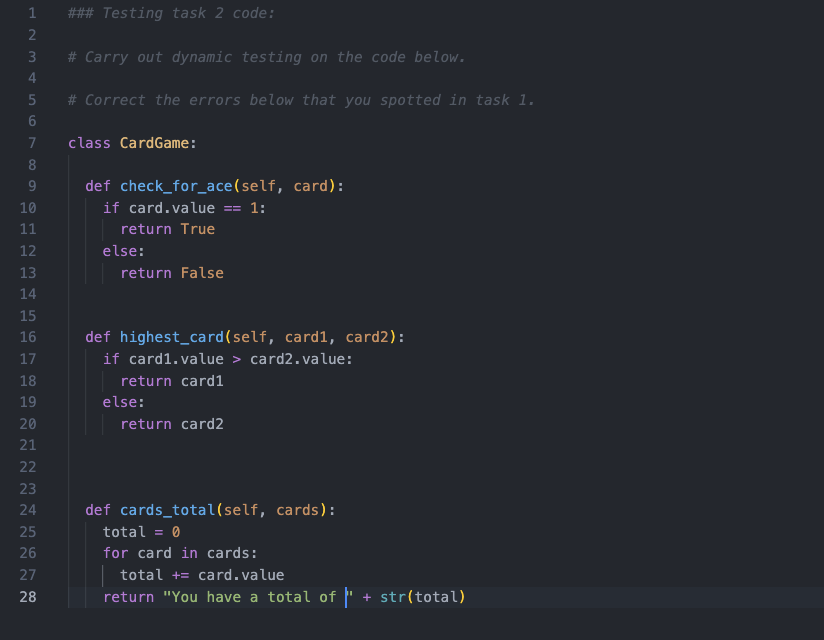 1 ### Testing task 2 code:
2
3 # Carry out dynamic testing on the code below.
4
5 # Correct the errors below that you spotted in task 1.
6
7 class CardGame:
8
9   def check_for_ace(self, card):
10     if card.value == 1:
11       return True
12     else:
13       return False
14
15
16   def highest_card(self, card1, card2):
17     if card1.value > card2.value:
18       return card1
19     else:
20       return card2
21
22
23
24   def cards_total(self, cards):
25     total = 0
26     for card in cards:
27       total += card.value
28     return "You have a total of " + str(total)